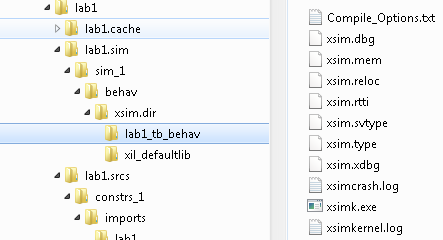 lab1
lab1.cache
lab1.sim
sim_1
behav
xsim.dir
lab1_tb_behav
xil_defaultlib
lab1.srcs
constrs_1
imports
lab1
Compile_Options.txt
xsim.dbg
xsim.mem
xsim.reloc
xsim.rtti
xsim.svtype
xsim.type
xsim.xdbg
xsimcrash.log
xsimk.exe
xsimkernel.log